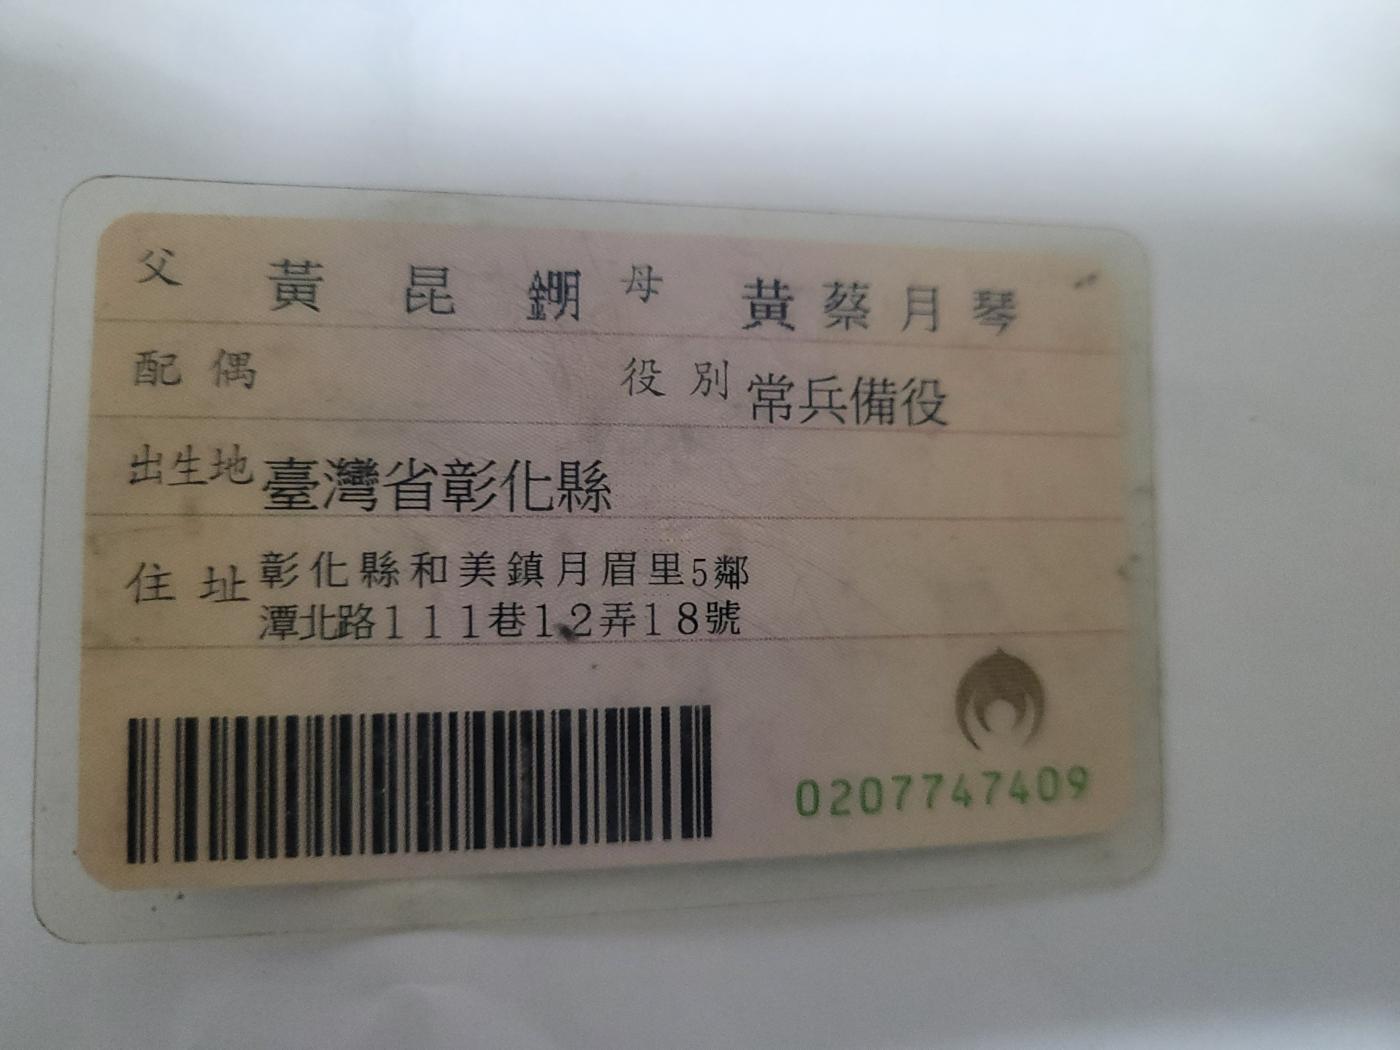 父 黃昆鎅 母 黃蔡月琴
配偶 役別 常兵備役
出生地 臺灣省彰化縣
住址 彰化縣和美鎮月眉里5鄰
潭北路111巷12弄18號
0207747409